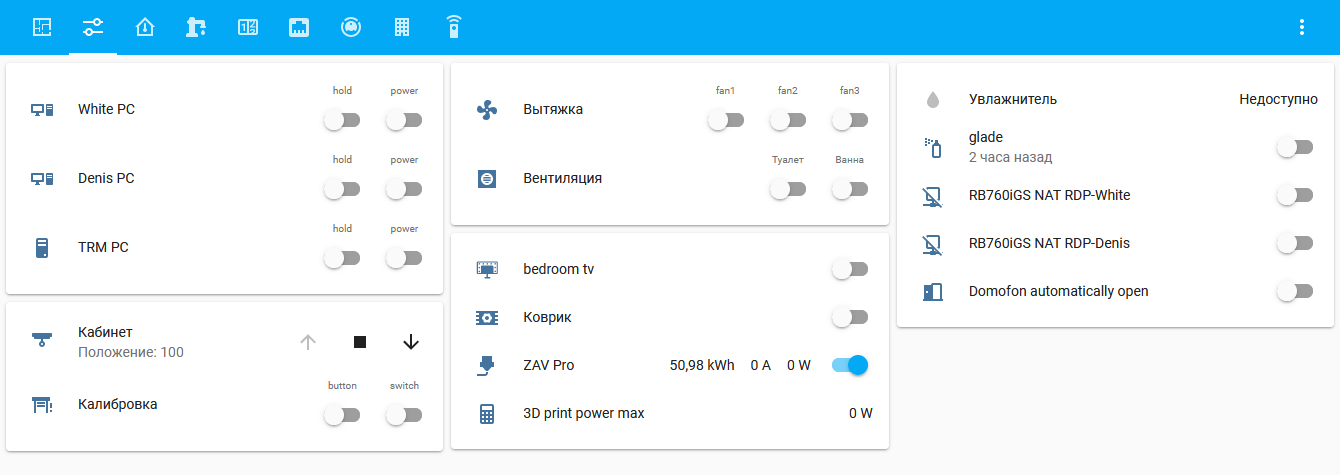 hold power
White PC
hold power
Denis PC
hold power
TRM PC
Кабинет
Положение: 100
button switch
Калибровка
fan1 fan2 fan3
Вытяжка
Туалет Ванна
Вентиляция
bedroom tv
Коврик
ZAV Pro 50,98 kWh 0 A 0 W
3D print power max 0 W
Увлажнитель Недоступно
glade
2 часа назад
RB760iGS NAT RDP-White
RB760iGS NAT RDP-Denis
Domofon automatically open